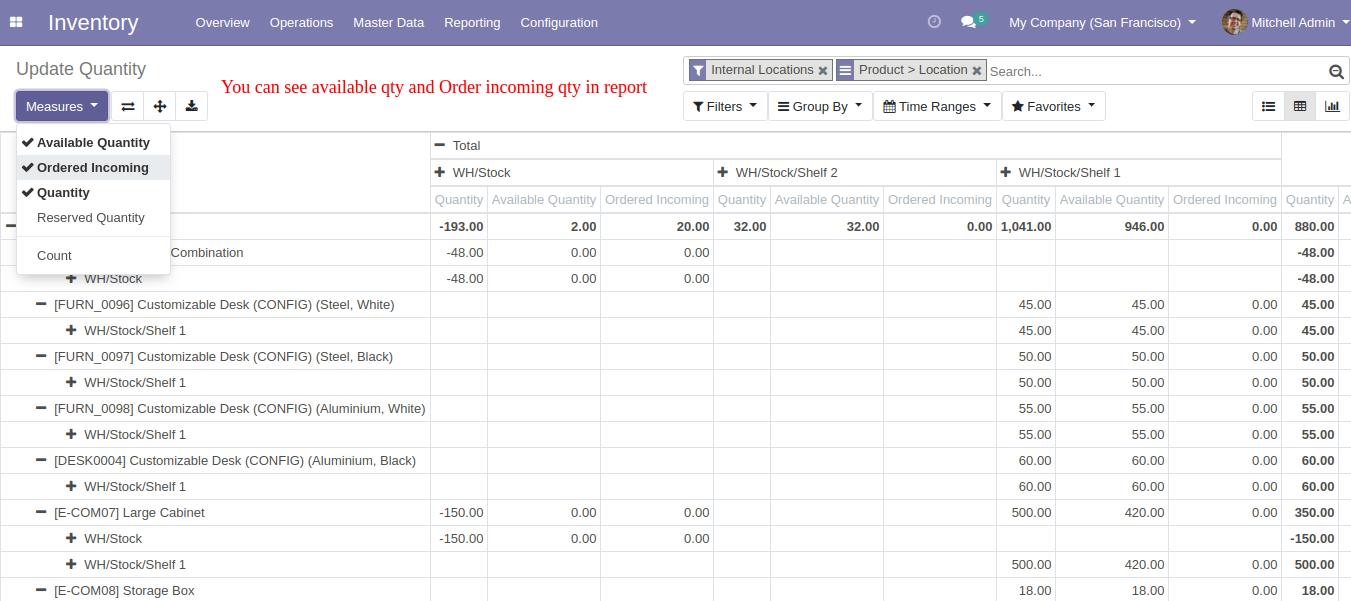 Inventory Overview Operations Master Data Reporting Configuration 5 My Company (San Francisco) Mitchell Admin
Update Quantity
You can see available qty and Order incoming qty in report
Internal Locations Product > Location Search...
Measures Filters Group By Time Ranges Favorites
Available Quantity
Ordered Incoming
Quantity
Reserved Quantity
Count
Total
WH/Stock WH/Stock/Shelf 2 WH/Stock/Shelf 1
Quantity Available Quantity Ordered Incoming Quantity Available Quantity Ordered Incoming Quantity Available Quantity Ordered Incoming Quantity A
-193.00 2.00 20.00 32.00 32.00 0.00 1,041.00 946.00 0.00 880.00
Combination -48.00 0.00 0.00 -48.00
WH/Stock -48.00 0.00 0.00 -48.00
[FURN_0096] Customizable Desk (CONFIG) (Steel, White) 45.00 45.00 0.00 45.00
WH/Stock/Shelf 1 45.00 45.00 0.00 45.00
[FURN_0097] Customizable Desk (CONFIG) (Steel, Black) 50.00 50.00 0.00 50.00
WH/Stock/Shelf 1 50.00 50.00 0.00 50.00
[FURN_0098] Customizable Desk (CONFIG) (Aluminium, White) 55.00 55.00 0.00 55.00
WH/Stock/Shelf 1 55.00 55.00 0.00 55.00
[DESK0004] Customizable Desk (CONFIG) (Aluminium, Black) 60.00 60.00 0.00 60.00
WH/Stock/Shelf 1 60.00 60.00 0.00 60.00
[E-COM07] Large Cabinet -150.00 0.00 0.00 500.00 420.00 0.00 350.00
WH/Stock -150.00 0.00 0.00 -150.00
WH/Stock/Shelf 1 500.00 420.00 0.00 500.00
[E-COM08] Storage Box 18.00 18.00 0.00 18.00